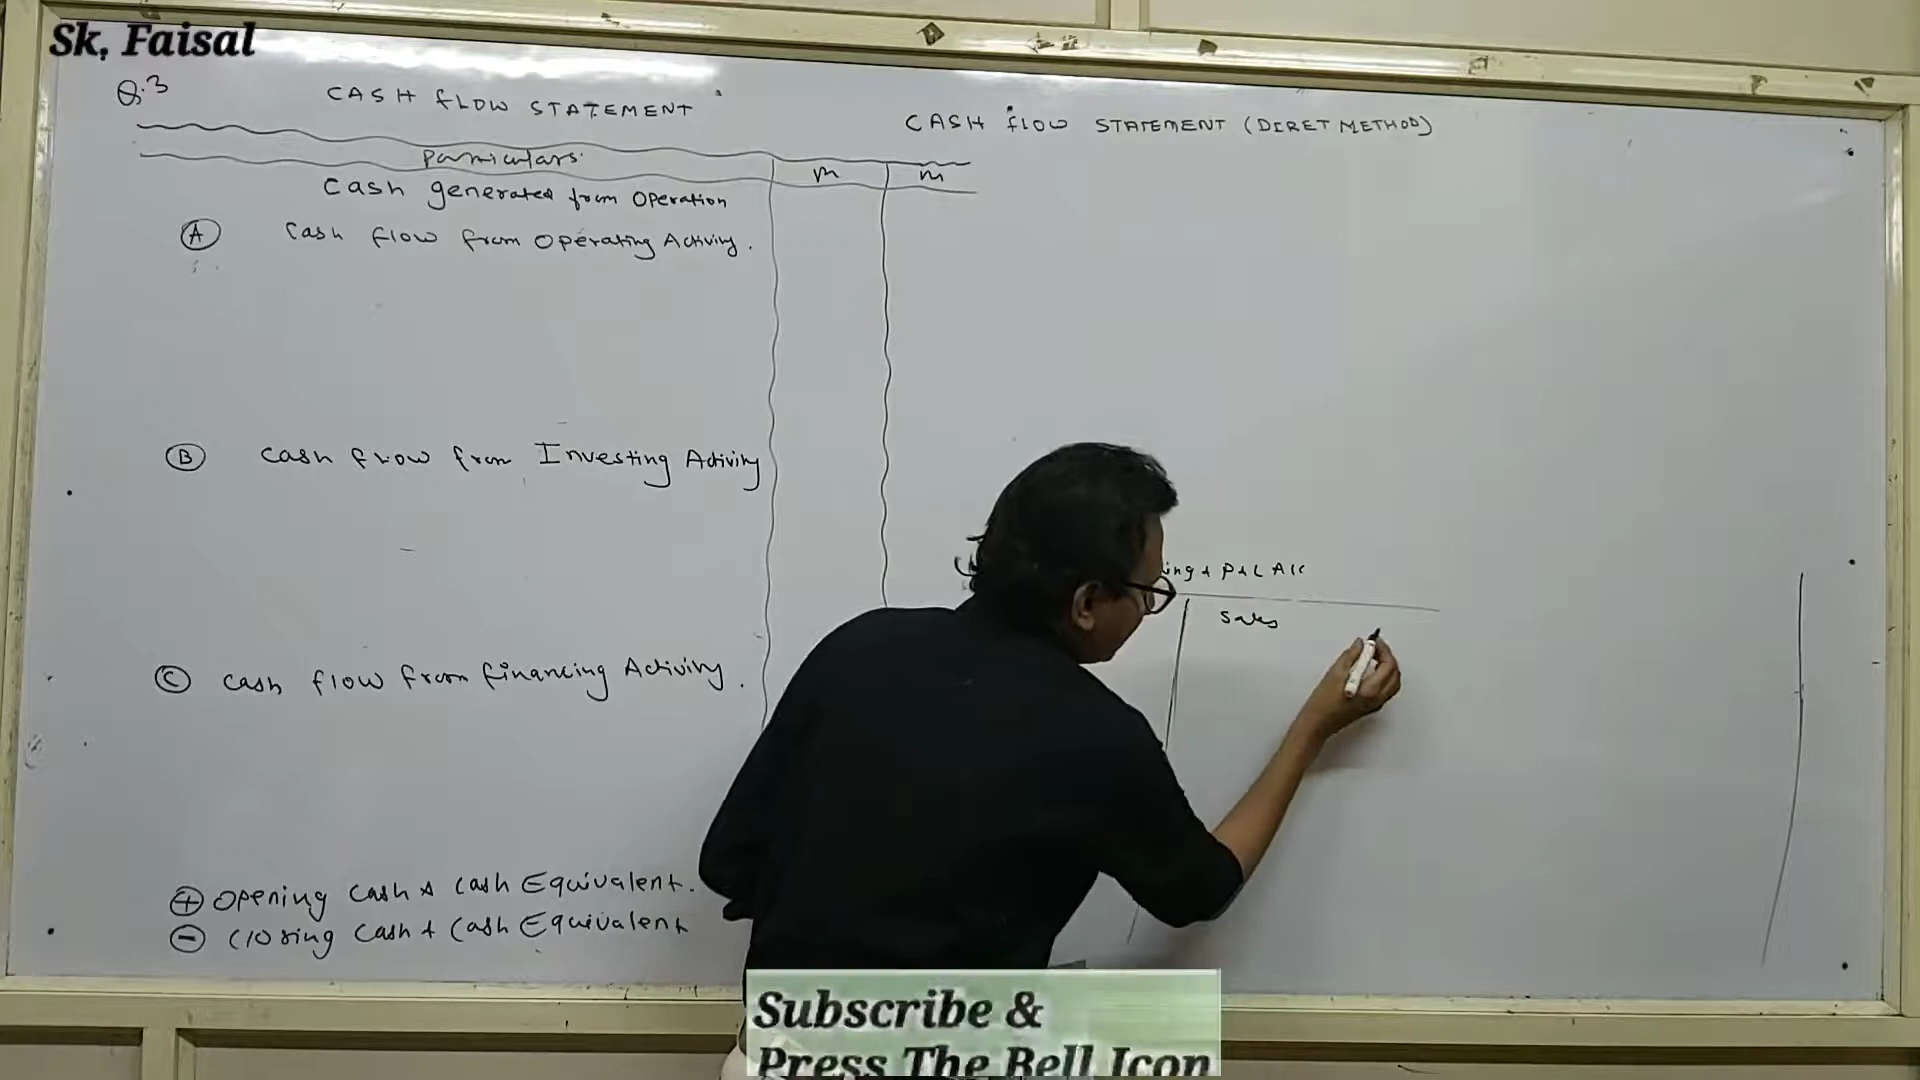 Sk, Faisal
Q.3
CASH FLOW STATEMENT
CASH FLOW STATEMENT (DIRET METHOD)
Particulars
m
m
Cash generated from Operation
A Cash flow from Operating Activity.
B Cash flow from Investing Activity
ing & P & L A/c
Sales
C Cash flow from financing Activity.
+ Opening Cash & Cash Equivalent.
- Closing Cash & Cash Equivalent
Subscribe &
Press The Bell Icon